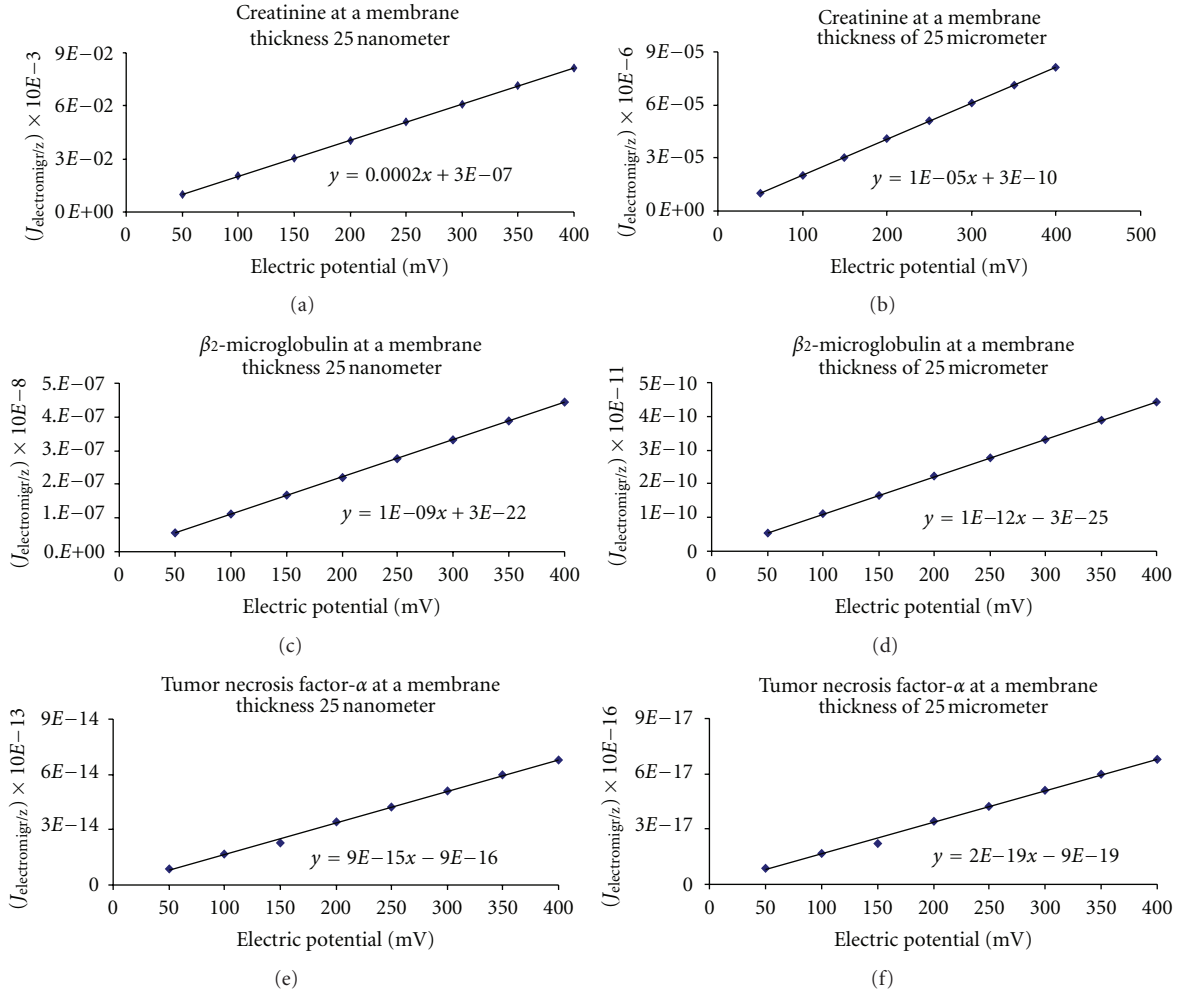 Creatinine at a membrane
thickness 25 nanometer
(J electromigr/z) × 10E−3
9E−02
6E−02
3E−02
0E+00
y = 0.0002x + 3E−07
0 50 100 150 200 250 300 350 400
Electric potential (mV)
(a)
Creatinine at a membrane
thickness of 25 micrometer
(J electromigr/z) × 10E−6
9E−05
6E−05
3E−05
0E+00
y = 1E−05x + 3E−10
0 100 200 300 400 500
Electric potential (mV)
(b)
β2-microglobulin at a membrane
thickness 25 nanometer
(J electromigr/z) × 10E−8
5.E−07
4.E−07
3.E−07
2.E−07
1.E−07
0.E+00
y = 1E−09x + 3E−22
0 50 100 150 200 250 300 350 400
Electric potential (mV)
(c)
β2-microglobulin at a membrane
thickness of 25 micrometer
(J electromigr/z) × 10E−11
5E−10
4E−10
3E−10
2E−10
1E−10
0
y = 1E−12x − 3E−25
0 50 100 150 200 250 300 350 400
Electric potential (mV)
(d)
Tumor necrosis factor-α at a membrane
thickness 25 nanometer
(J electromigr/z) × 10E−13
9E−14
6E−14
3E−14
0
y = 9E−15x − 9E−16
0 50 100 150 200 250 300 350 400
Electric potential (mV)
(e)
Tumor necrosis factor-α at a membrane
thickness of 25 micrometer
(J electromigr/z) × 10E−16
9E−17
6E−17
3E−17
0
y = 2E−19x − 9E−19
0 50 100 150 200 250 300 350 400
Electric potential (mV)
(f)